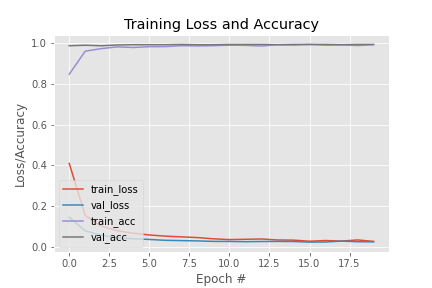 Training Loss and Accuracy
1.0
0.8
0.6
0.4
0.2
0.0
Loss/Accuracy
train_loss
val_loss
train_acc
val_acc
0.0 2.5 5.0 7.5 10.0 12.5 15.0 17.5
Epoch #